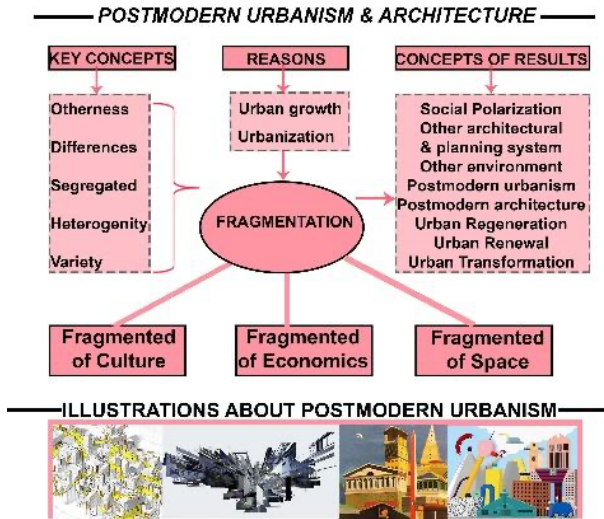 POSTMODERN URBANISM & ARCHITECTURE
KEY CONCEPTS
Otherness
Differences
Segregated
Heterogenity
Variety
REASONS
Urban growth
Urbanization
CONCEPTS OF RESULTS
Social Polarization
Other architectural
& planning system
Other environment
Postmodern urbanism
Postmodern architecture
Urban Regeneration
Urban Renewal
Urban Transformation
FRAGMENTATION
Fragmented
of Culture
Fragmented
of Economics
Fragmented
of Space
ILLUSTRATIONS ABOUT POSTMODERN URBANISM